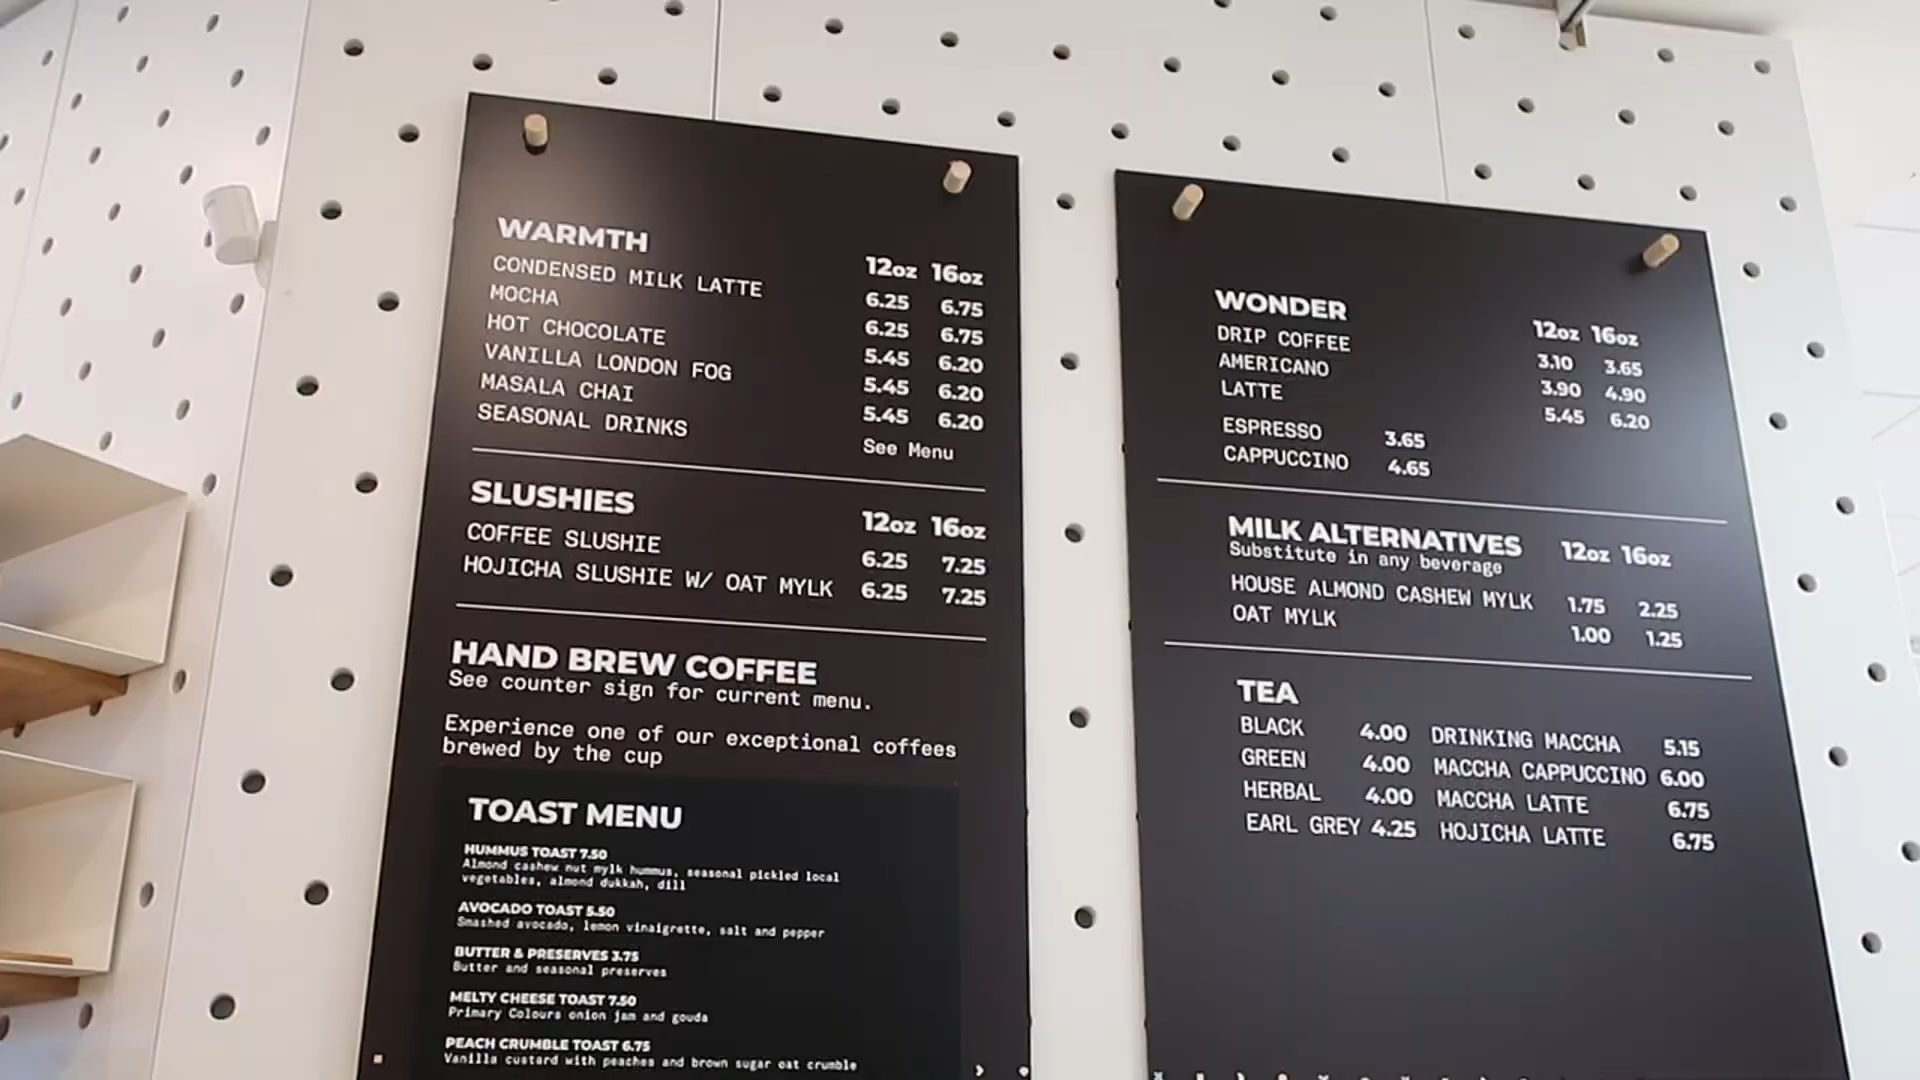 WARMTH
12oz 16oz
CONDENSED MILK LATTE 6.25 6.75
MOCHA 6.25 6.75
HOT CHOCOLATE 5.45 6.20
VANILLA LONDON FOG 5.45 6.20
MASALA CHAI 5.45 6.20
SEASONAL DRINKS See Menu
SLUSHIES
12oz 16oz
COFFEE SLUSHIE 6.25 7.25
HOJICHA SLUSHIE W/ OAT MYLK 6.25 7.25
HAND BREW COFFEE
See counter sign for current menu.
Experience one of our exceptional coffees
brewed by the cup
TOAST MENU
HUMMUS TOAST 7.50
Almond cashew nut mylk hummus, seasonal pickled local
vegetables, almond dukkah, dill
AVOCADO TOAST 5.50
Smashed avocado, lemon vinaigrette, salt and pepper
BUTTER & PRESERVES 3.75
Butter and seasonal preserves
MELTY CHEESE TOAST 7.50
Primary Colours onion jam and gouda
PEACH CRUMBLE TOAST 6.75
Vanilla custard with peaches and brown sugar oat crumble
WONDER
12oz 16oz
DRIP COFFEE 3.10 3.65
AMERICANO 3.90 4.90
LATTE 5.45 6.20
ESPRESSO 3.65
CAPPUCCINO 4.65
MILK ALTERNATIVES 12oz 16oz
Substitute in any beverage
HOUSE ALMOND CASHEW MYLK 1.75 2.25
OAT MYLK 1.00 1.25
TEA
BLACK 4.00 DRINKING MACCHA 5.15
GREEN 4.00 MACCHA CAPPUCCINO 6.00
HERBAL 4.00 MACCHA LATTE 6.75
EARL GREY 4.25 HOJICHA LATTE 6.75